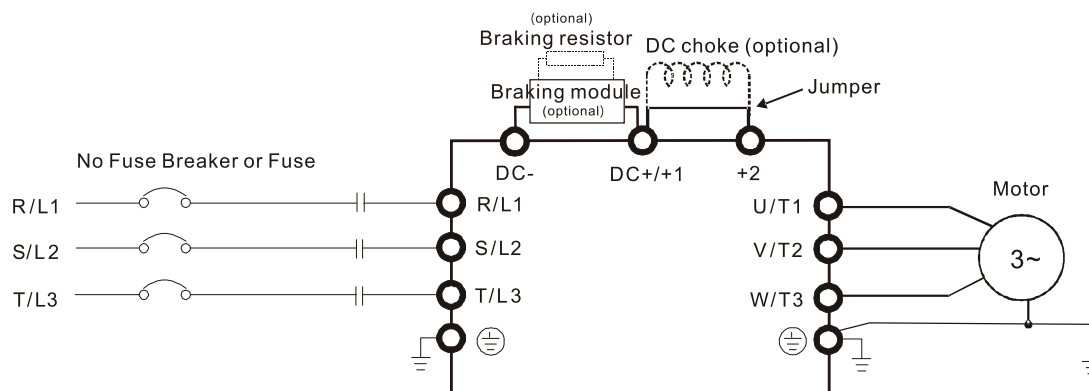 (optional)
Braking resistor
DC choke (optional)
Braking module
(optional)
Jumper
No Fuse Breaker or Fuse
DC-
DC+/+1
+2
Motor
R/L1
R/L1
U/T1
S/L2
S/L2
V/T2
3~
T/L3
T/L3
W/T3